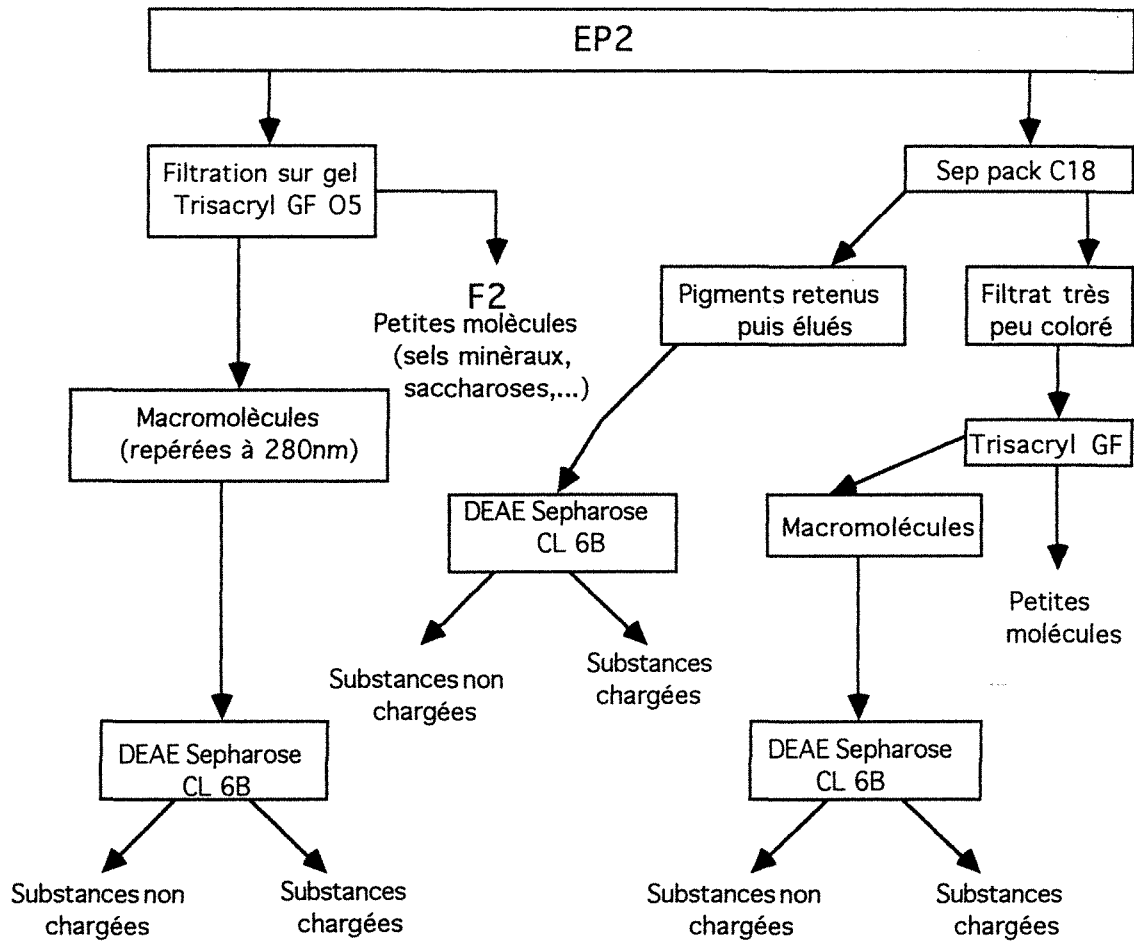 EP2
Filtration sur gel
Trisacryl GF O5
Sep pack C18
F2
Petites molècules
(sels minèraux,
saccharoses,...)
Pigments retenus
puis élués
Filtrat très
peu coloré
Macromolècules
(repérées à 280nm)
Trisacryl GF
DEAE Sepharose
CL 6B
Macromolécules
Petites
molécules
Substances non
chargées
Substances
chargées
DEAE Sepharose
CL 6B
DEAE Sepharose
CL 6B
Substances non
chargées
Substances
chargées
Substances non
chargées
Substances
chargées